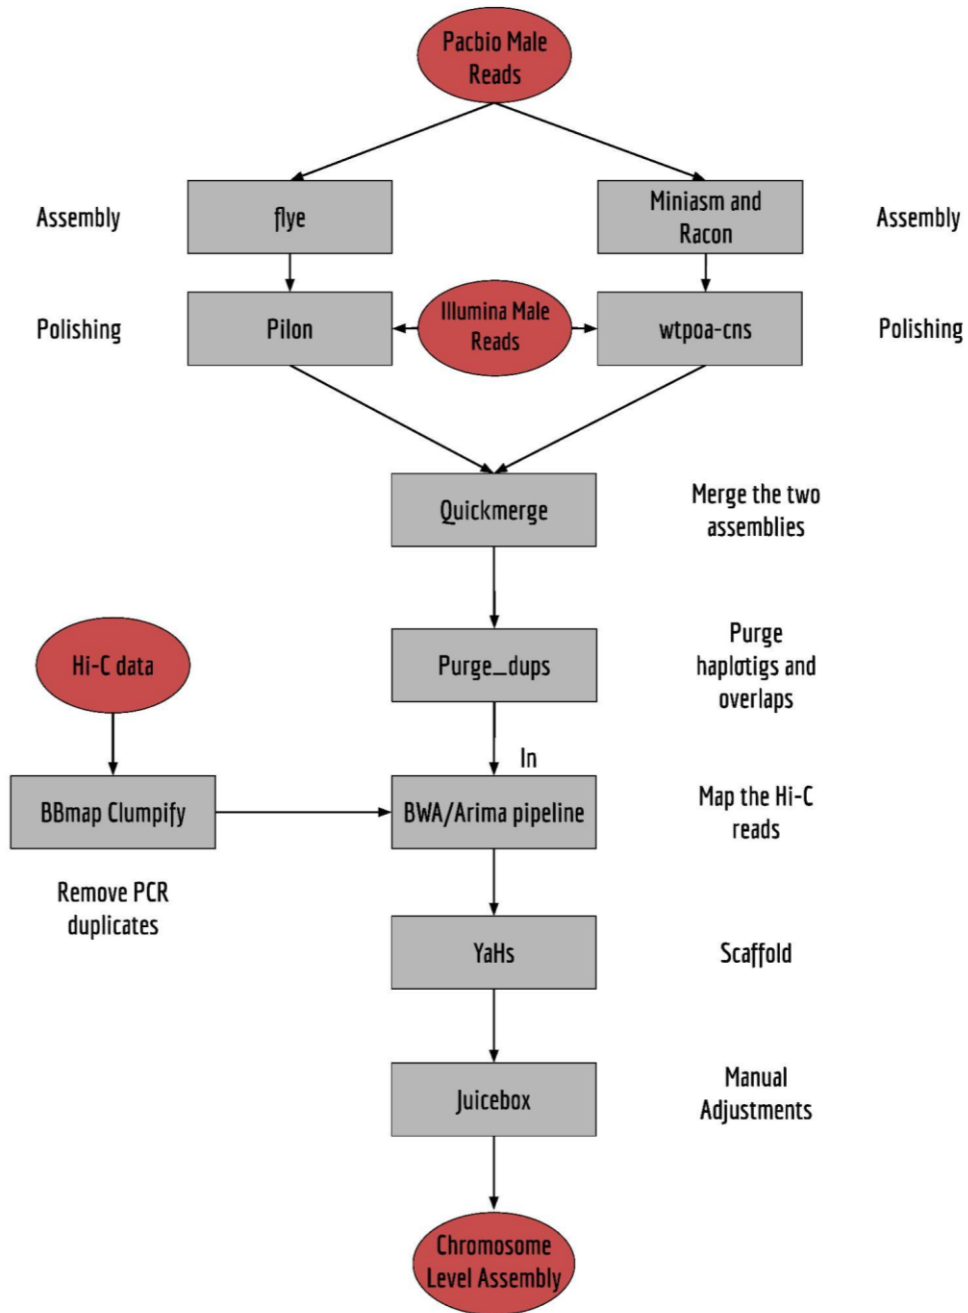 Pacbio Male
Reads
Assembly
flye
Miniasm and
Racon
Assembly
Polishing
Pilon
Illumina Male
Reads
wtpoa-cns
Polishing
Quickmerge
Merge the two
assemblies
Hi-C data
Purge_dups
Purge
haplotigs and
overlaps
In
BBmap Clumpify
BWA/Arima pipeline
Map the Hi-C
reads
Remove PCR
duplicates
YaHs
Scaffold
Juicebox
Manual
Adjustments
Chromosome
Level Assembly